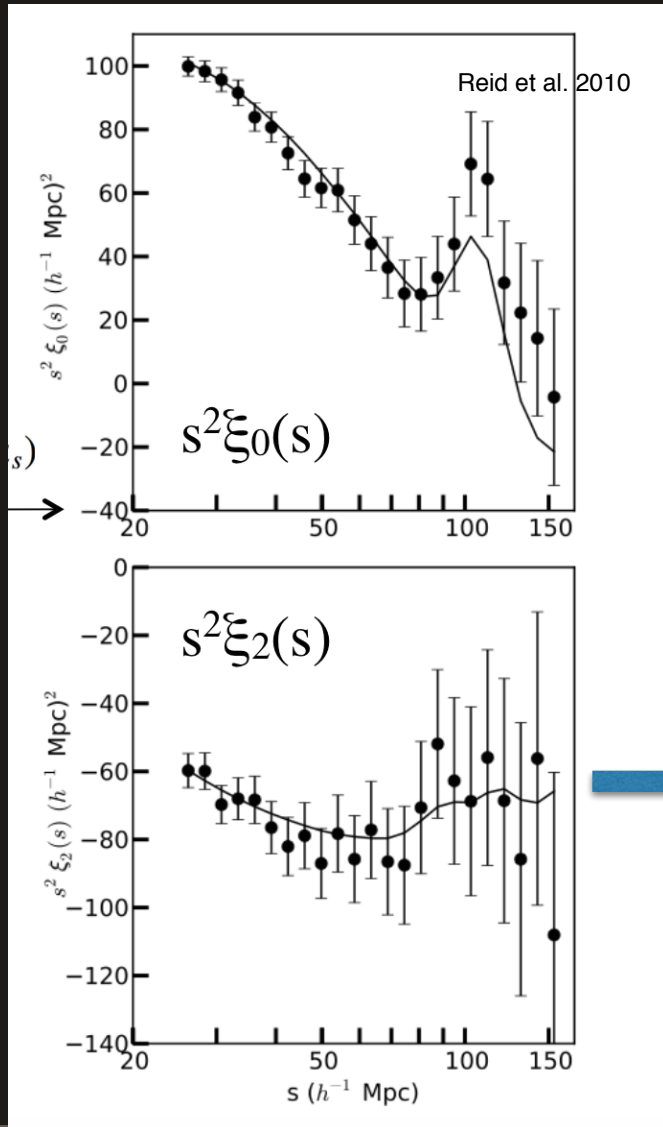 Reid et al. 2010
100
80
60
40
20
0
−20
−40
s² ξ₀(s) (h⁻¹ Mpc)²
s²ξ₀(s)
s)
20 50 100 150
0
−20
−40
−60
−80
−100
−120
−140
s² ξ₂(s) (h⁻¹ Mpc)²
s²ξ₂(s)
20 50 100 150
s (h⁻¹ Mpc)